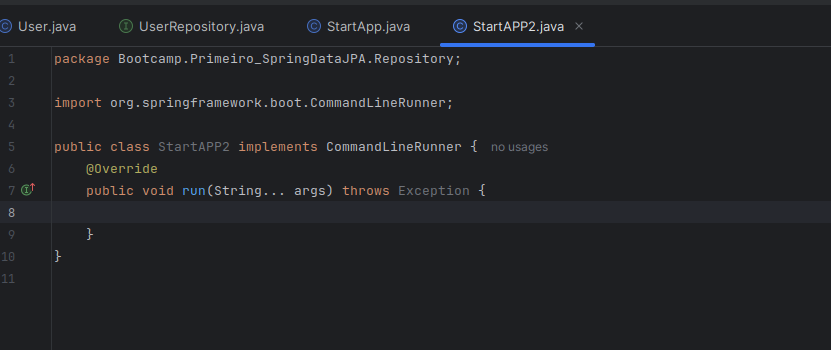 User.java UserRepository.java StartApp.java StartAPP2.java
1 package Bootcamp.Primeiro_SpringDataJPA.Repository;
2
3 import org.springframework.boot.CommandLineRunner;
4
5 public class StartAPP2 implements CommandLineRunner { no usages
6 @Override
7 public void run(String... args) throws Exception {
8
9 }
10 }
11